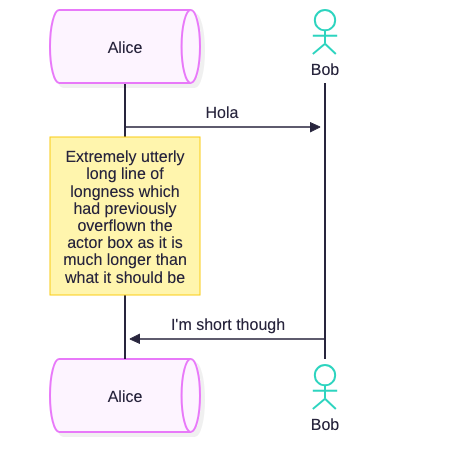 Alice
Bob
Hola
Extremely utterly
long line of
longness which
had previously
overflown the
actor box as it is
much longer than
what it should be
I'm short though
Alice
Bob